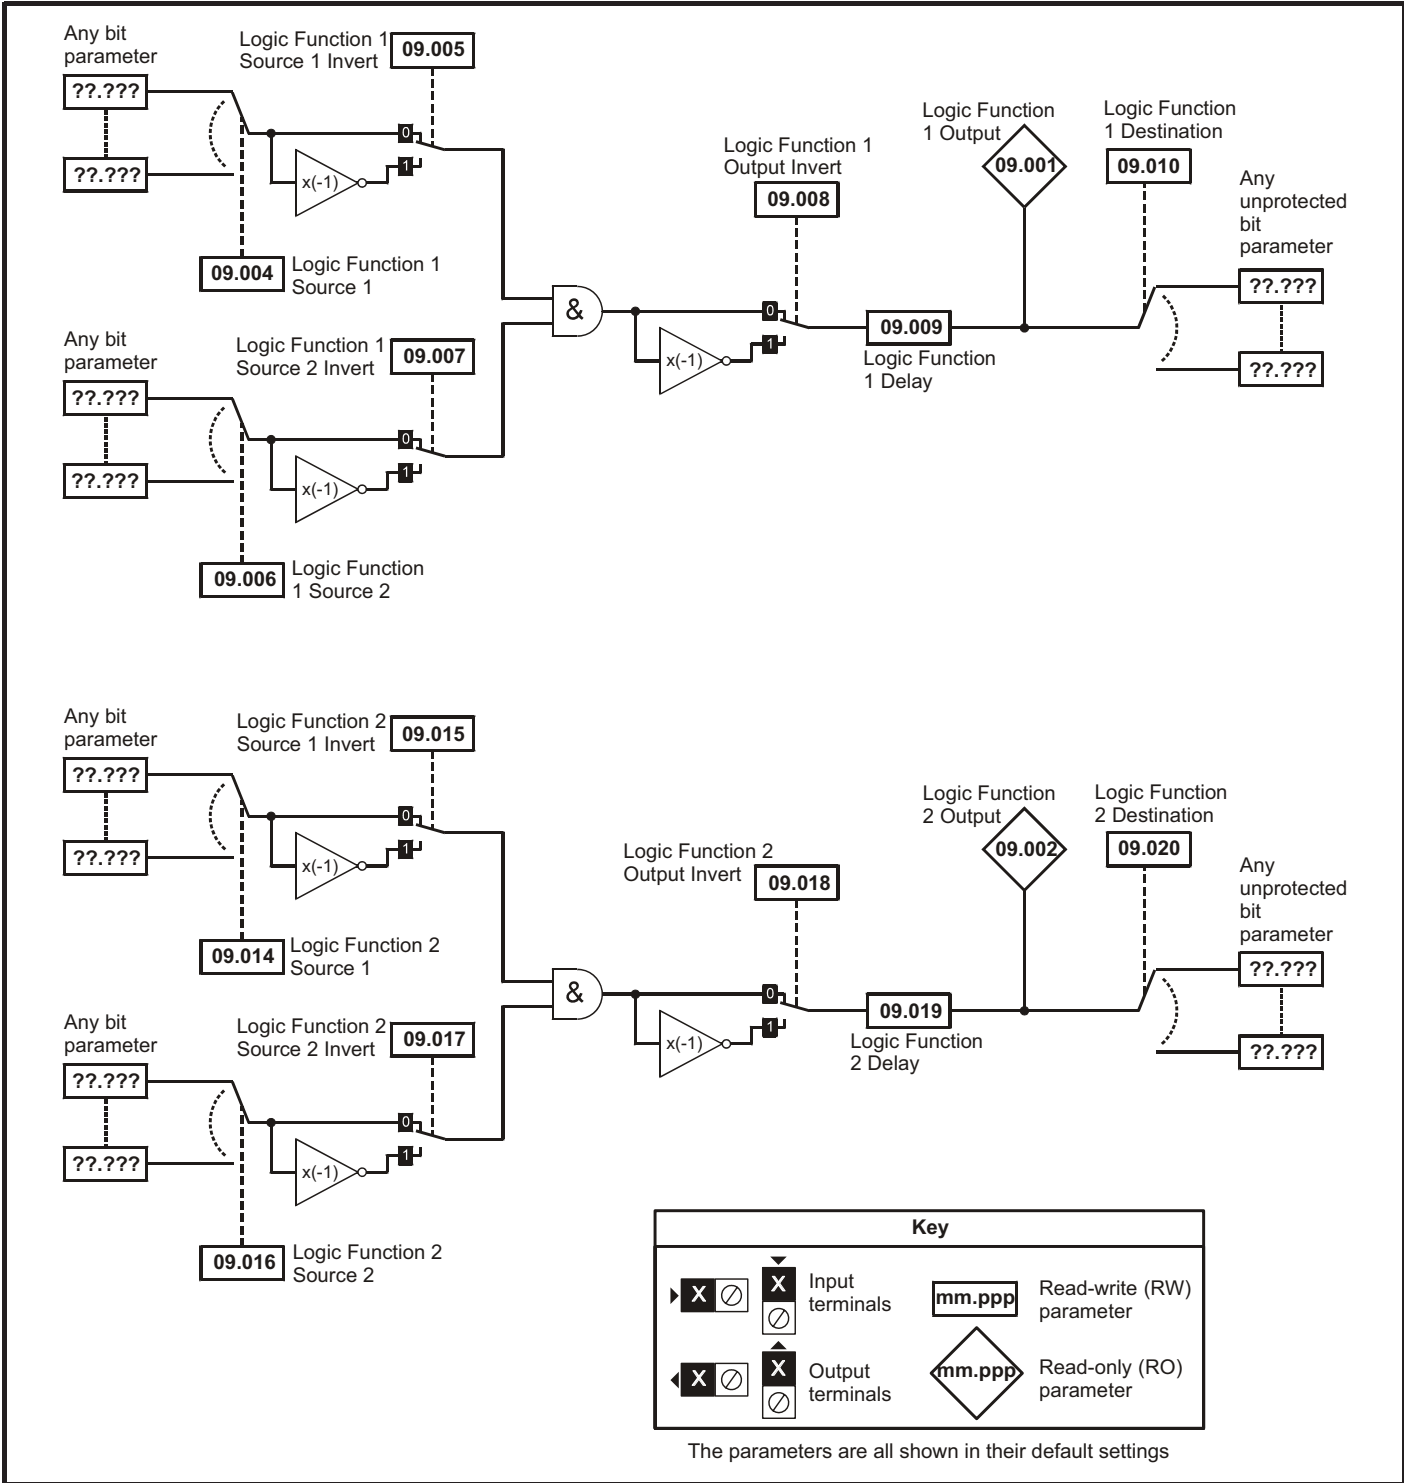 Any bit
parameter
??.???
??.???
Logic Function 1
Source 1 Invert
09.005
0
1
x(-1)
09.004
Logic Function 1
Source 1
Any bit
parameter
??.???
??.???
Logic Function 1
Source 2 Invert
09.007
0
1
x(-1)
09.006
Logic Function
1 Source 2
&
Logic Function 1
Output Invert
09.008
0
1
x(-1)
09.009
Logic Function
1 Delay
Logic Function
1 Output
09.001
Logic Function
1 Destination
09.010
Any
unprotected
bit
parameter
??.???
??.???
Any bit
parameter
??.???
??.???
Logic Function 2
Source 1 Invert
09.015
0
1
x(-1)
09.014
Logic Function 2
Source 1
Any bit
parameter
??.???
??.???
Logic Function 2
Source 2 Invert
09.017
0
1
x(-1)
09.016
Logic Function 2
Source 2
&
Logic Function 2
Output Invert
09.018
0
1
x(-1)
09.019
Logic Function
2 Delay
Logic Function
2 Output
09.002
Logic Function
2 Destination
09.020
Any
unprotected
bit
parameter
??.???
??.???
Key
X
X
Input
terminals
mm.ppp
Read-write (RW)
parameter
X
X
Output
terminals
mm.ppp
Read-only (RO)
parameter
The parameters are all shown in their default settings